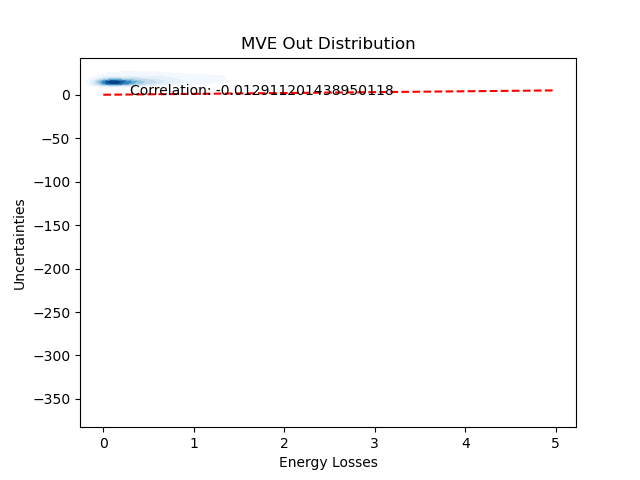 MVE Out Distribution
Correlation: -0.012911201438950118
0
−50
−100
−150
−200
−250
−300
−350
Uncertainties
0 1 2 3 4 5
Energy Losses